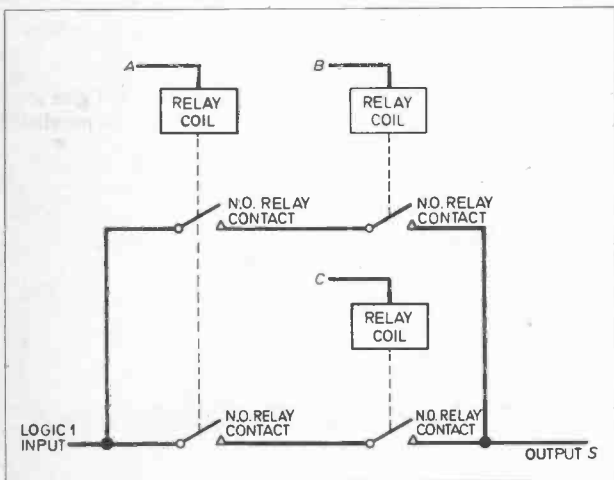 A
B
RELAY
COIL
RELAY
COIL
N.O. RELAY
CONTACT
N.O. RELAY
CONTACT
C
RELAY
COIL
N.O. RELAY
CONTACT
N.O. RELAY
CONTACT
LOGIC 1
INPUT
OUTPUT S